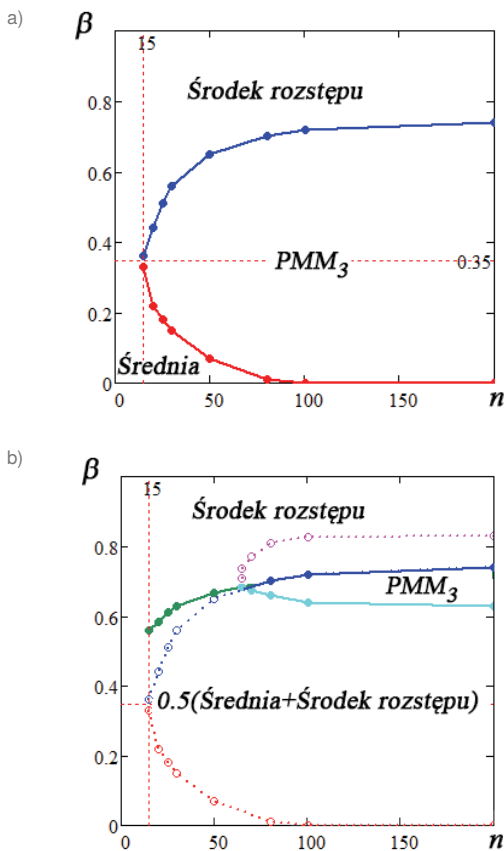 a)
β
15
0.8
Środek rozstępu
0.6
0.4
PMM3
0.35
0.2
Średnia
0
0 50 100 150 n
b)
β
15
Środek rozstępu
0.8
PMM3
0.6
0.4
0.5(Średnia+Środek rozstępu)
0.2
0
0 50 100 150 n